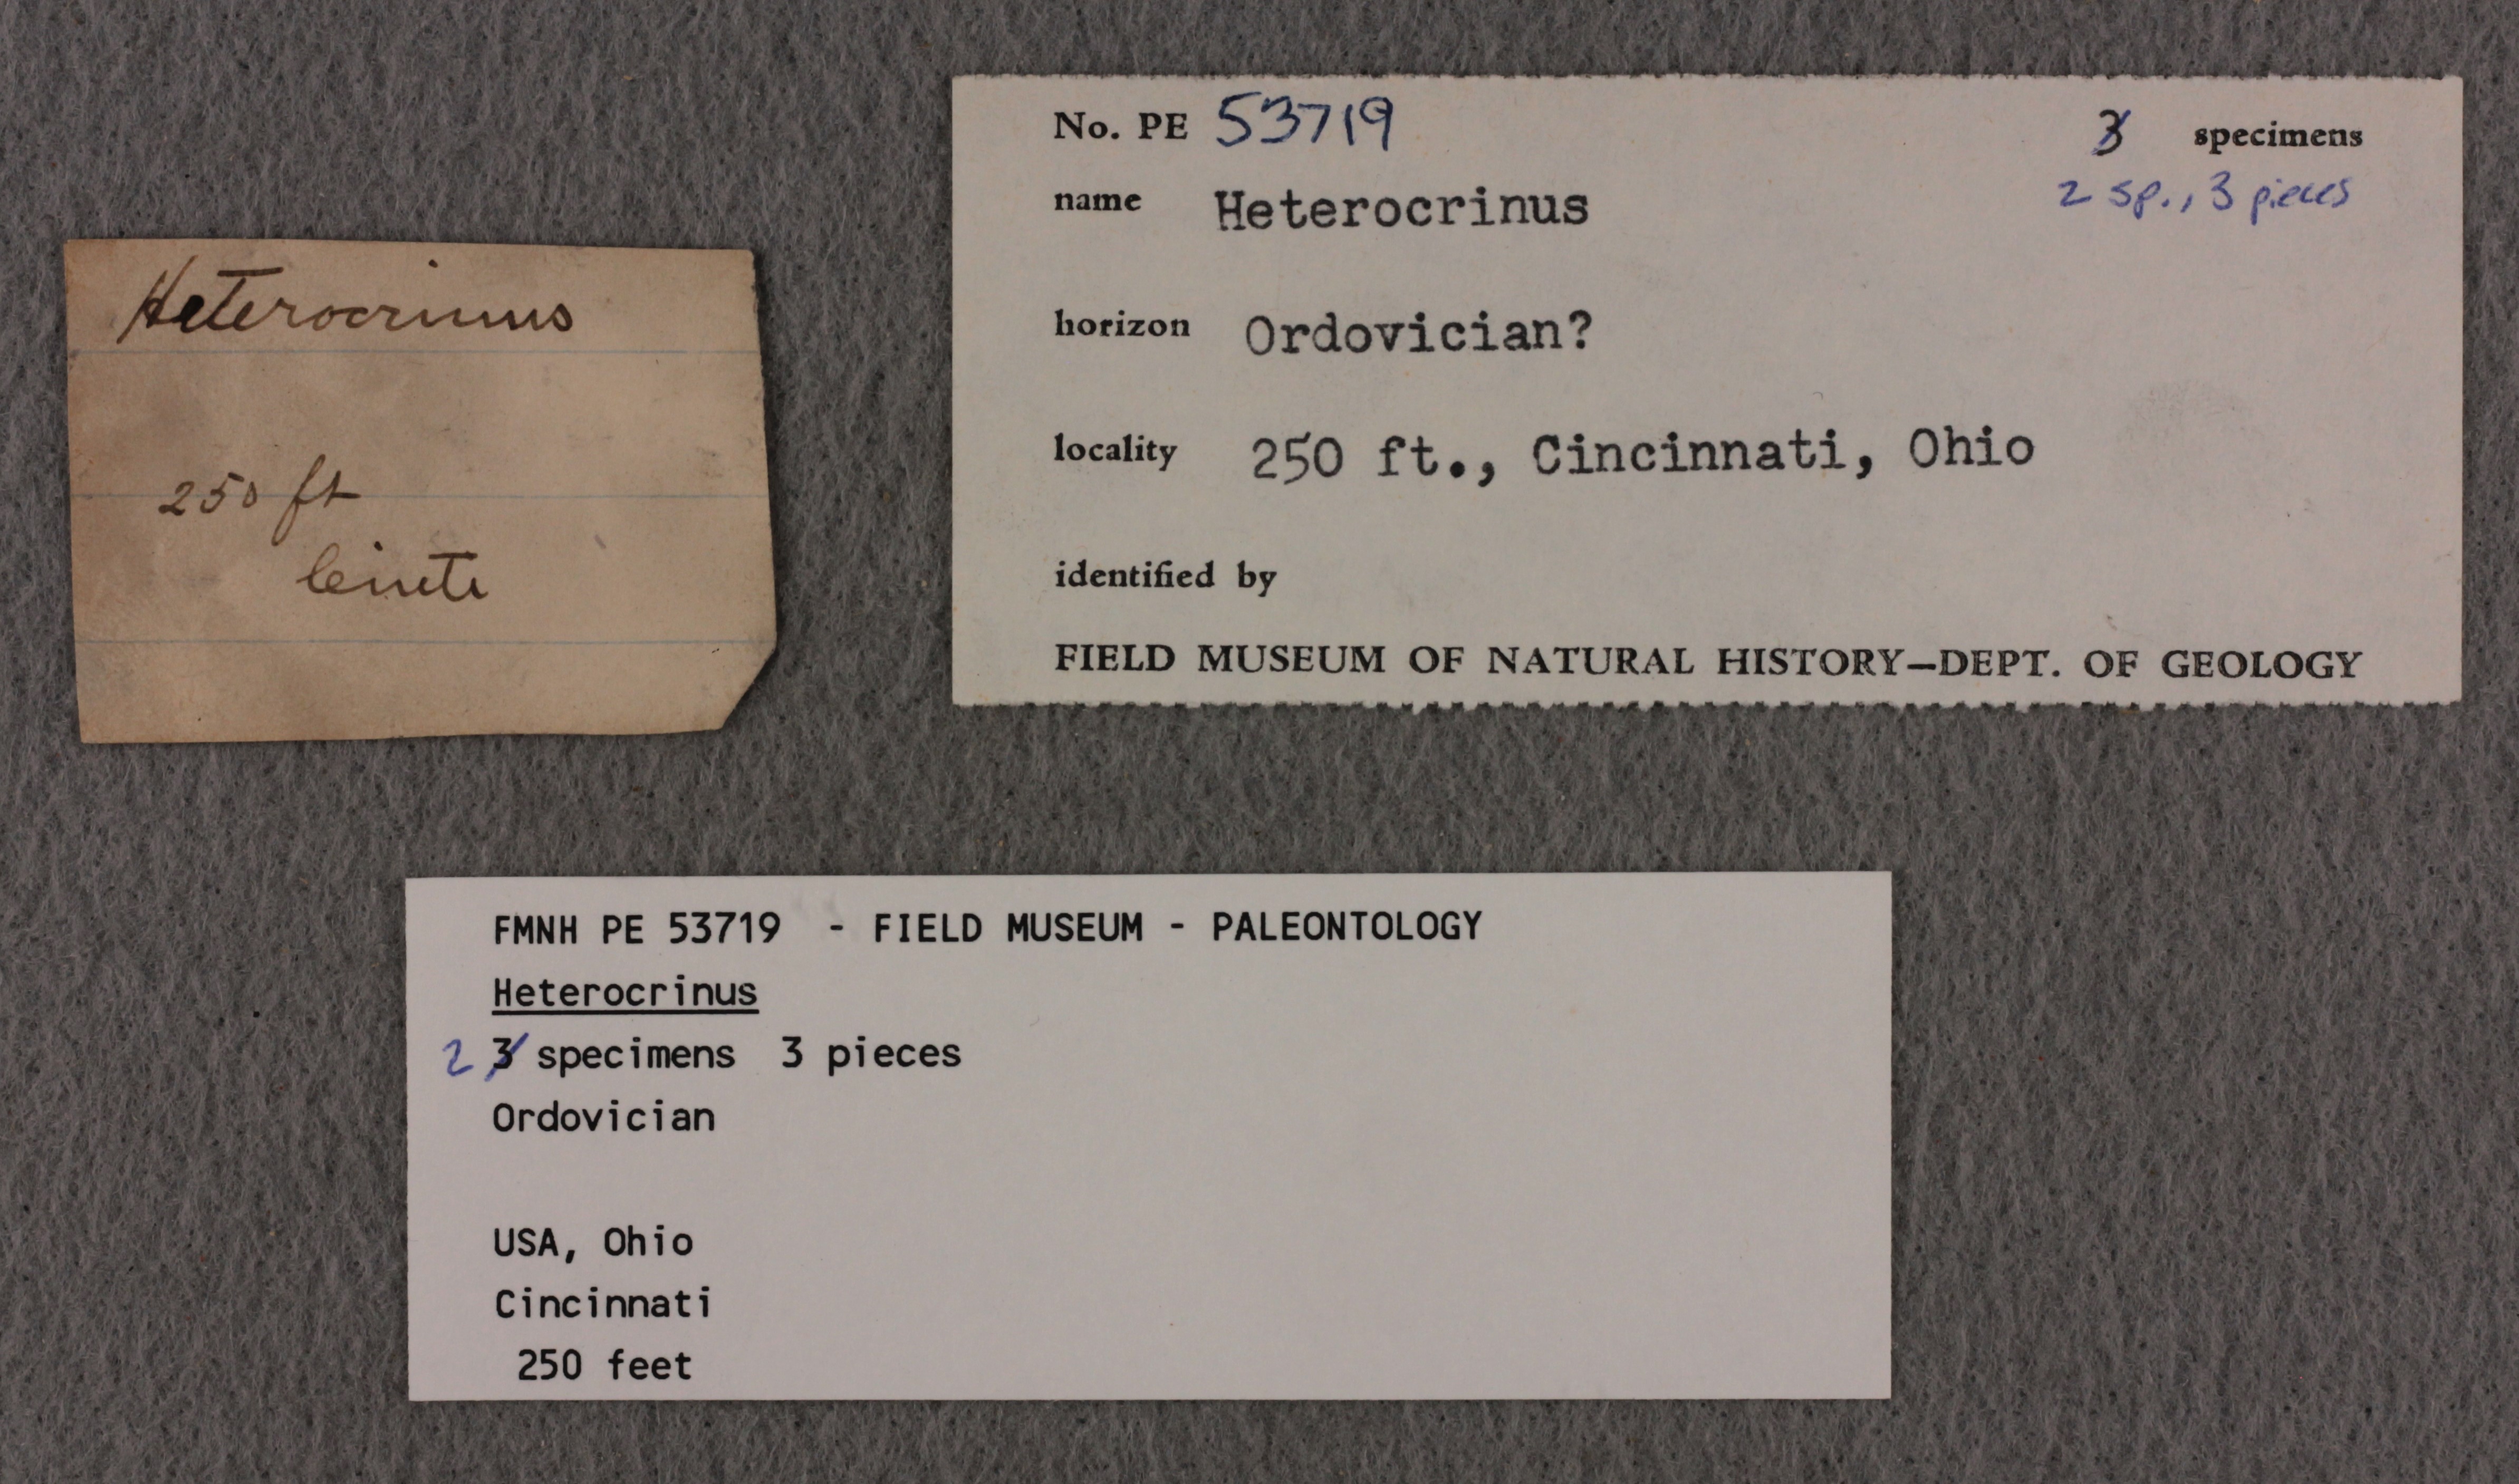 Heterocrinus
250 ft
No. PE 53719
3 specimens
2 sp., 3 pieces
name Heterocrinus
horizon Ordovician?
locality 250 ft., Cincinnati, Ohio
identified by
FIELD MUSEUM OF NATURAL HISTORY—DEPT. OF GEOLOGY
FMNH PE 53719 - FIELD MUSEUM - PALEONTOLOGY
Heterocrinus
2 3 specimens 3 pieces
Ordovician
USA, Ohio
Cincinnati
250 feet